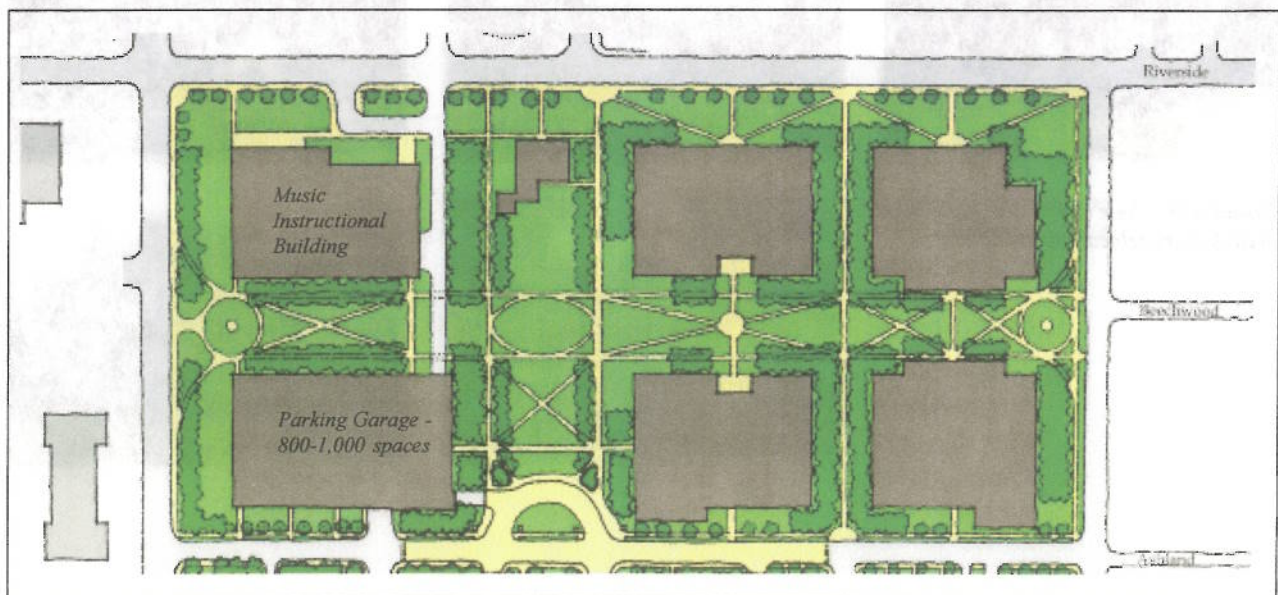 Riverside
Music
Instructional
Building
Beechwood
Parking Garage -
800-1,000 spaces
Ashland